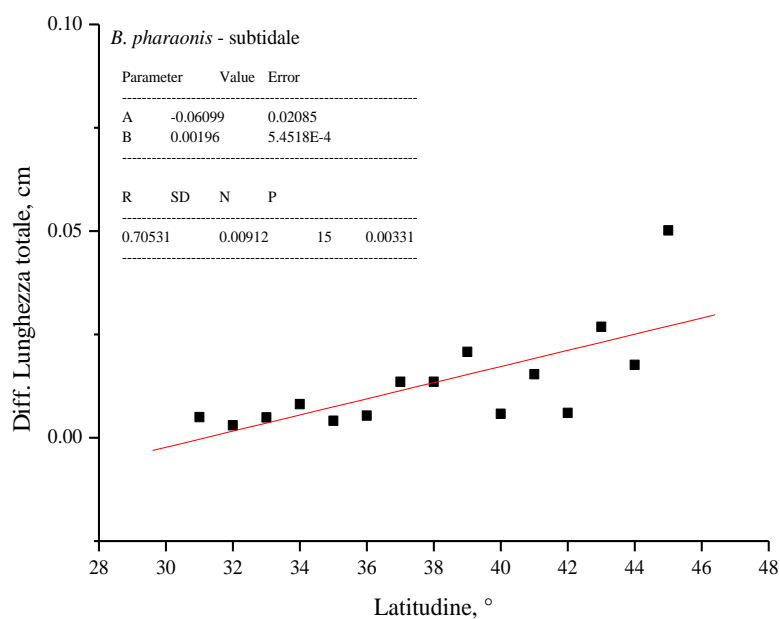 B. pharaonis - subtidale
Parameter Value Error
------------------------------------------------------------
A -0.06099 0.02085
B 0.00196 5.4518E-4
------------------------------------------------------------
R SD N P
------------------------------------------------------------
0.70531 0.00912 15 0.00331
------------------------------------------------------------
0.10
0.05
0.00
Diff. Lunghezza totale, cm
28 30 32 34 36 38 40 42 44 46 48
Latitudine, °